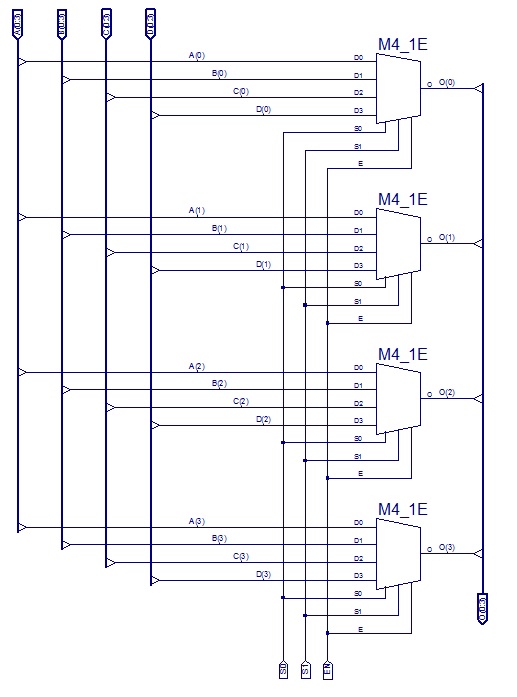 A(0:3)
B(0:3)
C(0:3)
D(0:3)
M4_1E
A(0)
D0
B(0)
D1
C(0)
D2
D(0)
D3
S0
S1
E
O
O(0)
M4_1E
A(1)
D0
B(1)
D1
C(1)
D2
D(1)
D3
S0
S1
E
O
O(1)
M4_1E
A(2)
D0
B(2)
D1
C(2)
D2
D(2)
D3
S0
S1
E
O
O(2)
M4_1E
A(3)
D0
B(3)
D1
C(3)
D2
D(3)
D3
S0
S1
E
O
O(3)
O(0:3)
S0
S1
EN